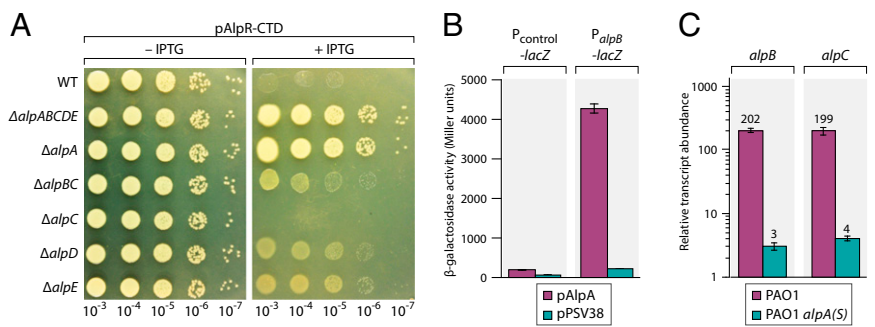 A
pAlpR-CTD
– IPTG
+ IPTG
WT
ΔalpABCDE
ΔalpA
ΔalpBC
ΔalpC
ΔalpD
ΔalpE
10-3 10-4 10-5 10-6 10-7
10-3 10-4 10-5 10-6 10-7
B
Pcontrol
-lacZ
PalpB
-lacZ
β-galactosidase activity (Miller units)
5000
4000
3000
2000
1000
0
pAlpA
pPSV38
C
alpB
alpC
Relative transcript abundance
1000
100
10
1
202
3
199
4
PAO1
PAO1 alpA(S)